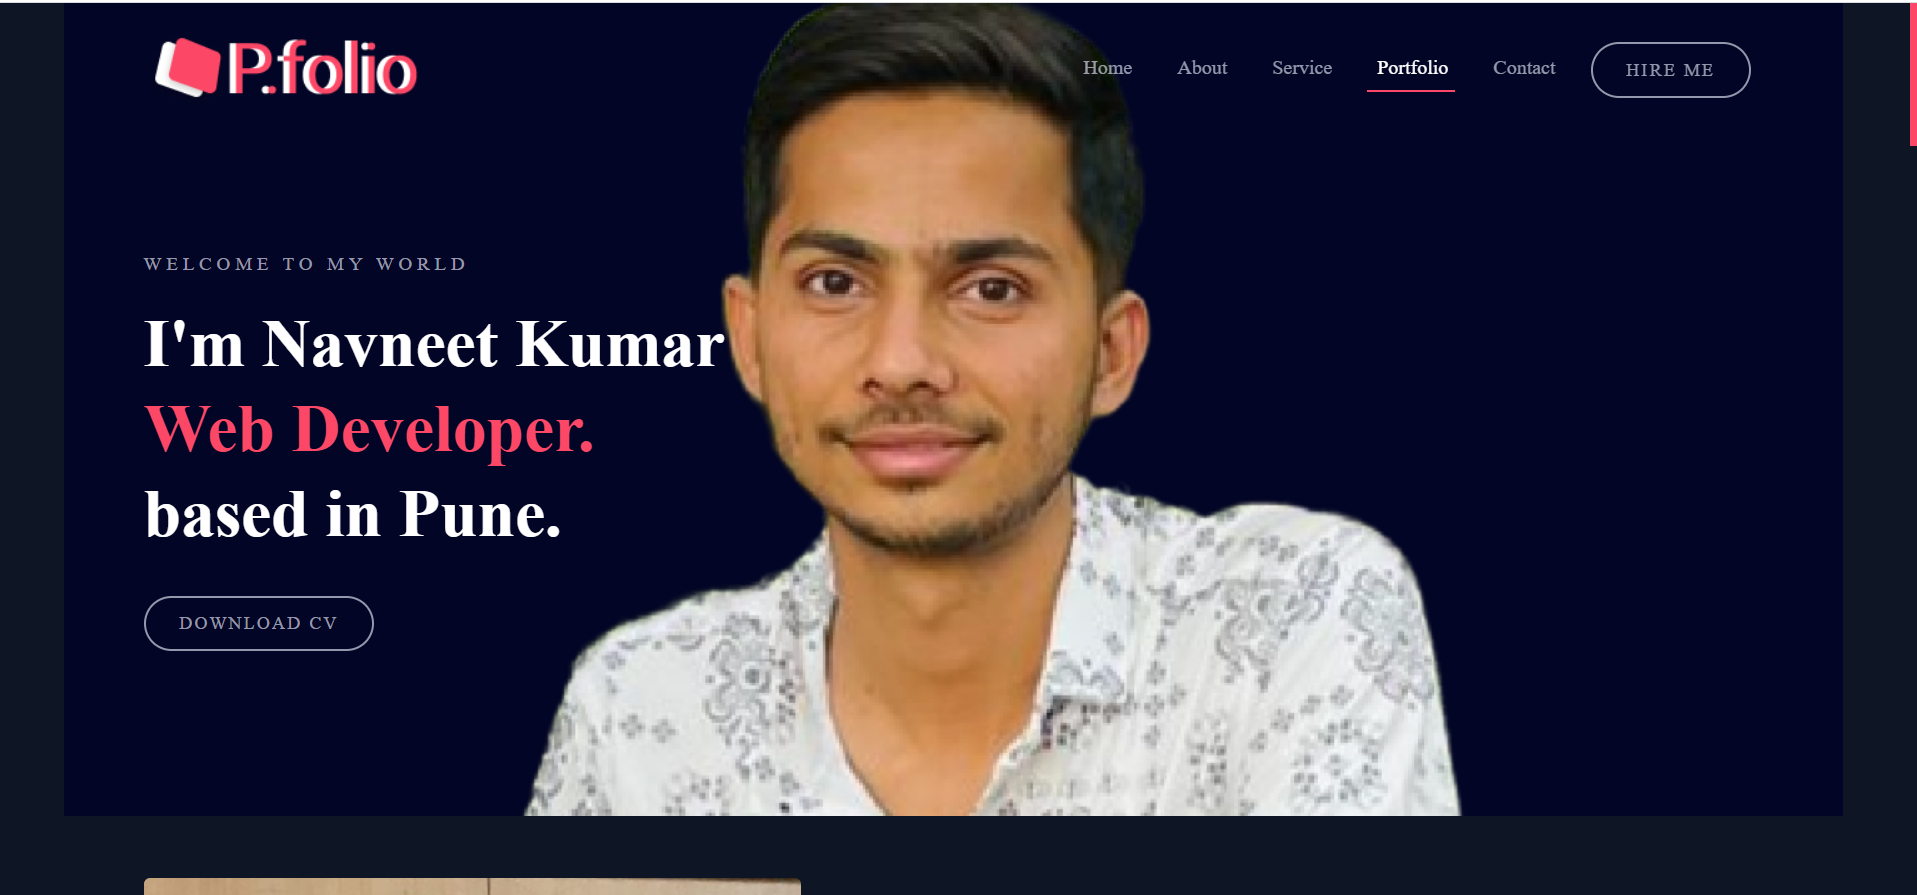 P.folio
Home About Service Portfolio Contact HIRE ME
WELCOME TO MY WORLD
I'm Navneet Kumar
Web Developer.
based in Pune.
DOWNLOAD CV